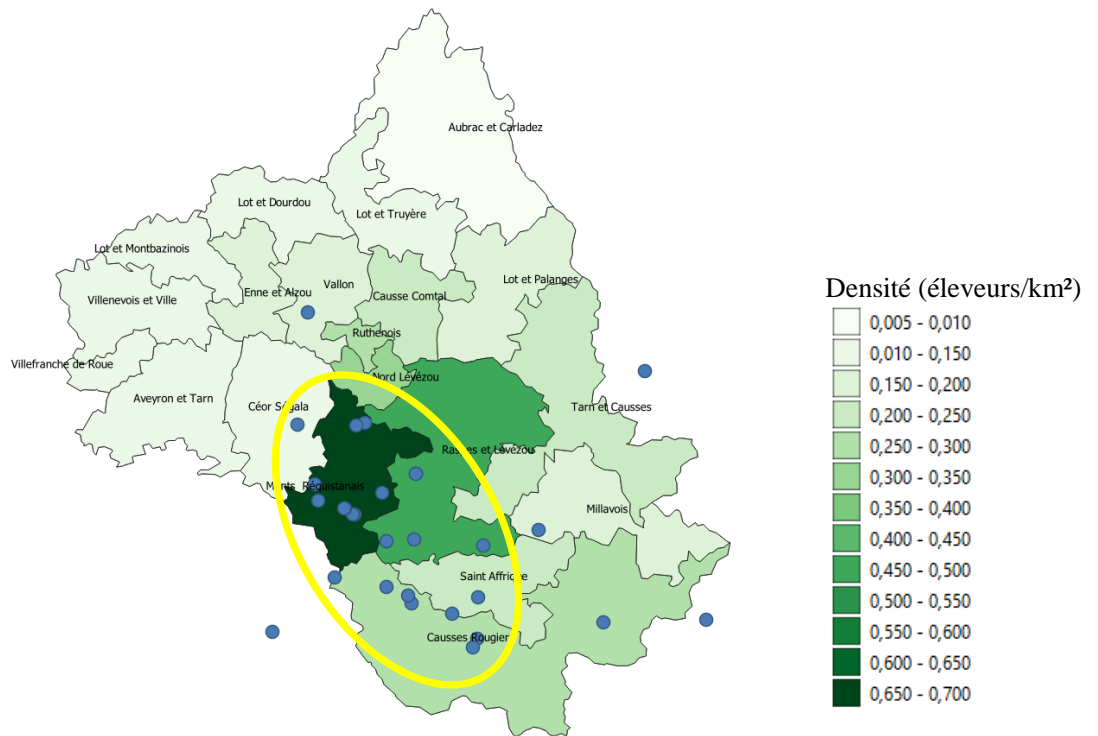 Aubrac et Carladez
Lot et Dourdou
Lot et Truyère
Lot et Montbazinois
Lot et Palanges
Enne et Alzou
Vallon
Villenevois et Ville
Causse Comtal
Ruthenois
Villefranche de Roue
Nord Lévézou
Aveyron et Tarn
Céor Ségala
Tarn et Causses
Raspes et Lévézou
Monts Réquistanais
Millavois
Saint Affrique
Causses Rougier
Densité (éleveurs/km²)
0,005 - 0,010
0,010 - 0,150
0,150 - 0,200
0,200 - 0,250
0,250 - 0,300
0,300 - 0,350
0,350 - 0,400
0,400 - 0,450
0,450 - 0,500
0,500 - 0,550
0,550 - 0,600
0,600 - 0,650
0,650 - 0,700